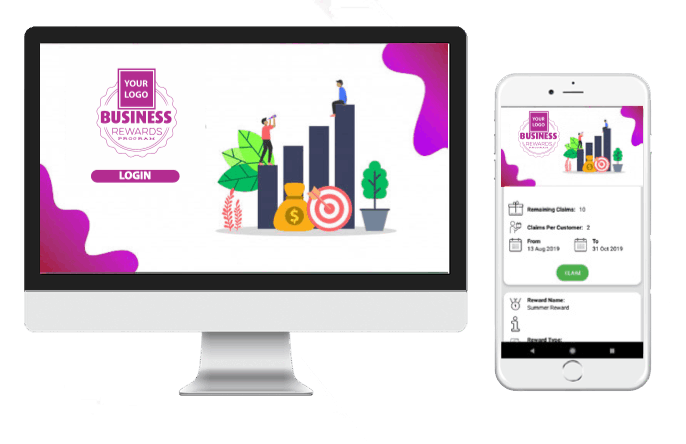 YOUR
LOGO
BUSINESS
REWARDS
PROGRAM
LOGIN
$
YOUR
LOGO
BUSINESS
REWARDS
PROGRAM
Remaining Claims: 10
Claims Per Customer: 2
From To
13 Aug 2019 31 Oct 2019
CLAIM
Reward Name:
Summer Reward
Reward Type: